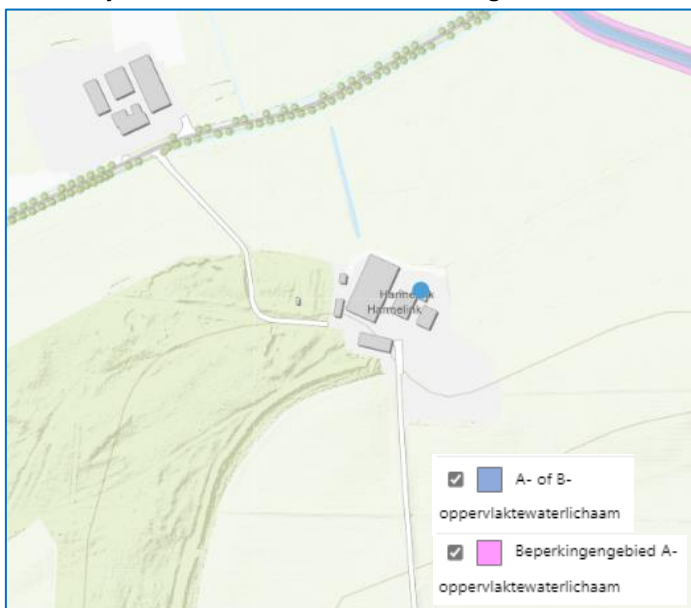 Harmelink
Harmelink
A- of B-
oppervlaktewaterlichaam
Beperkingengebied A-
oppervlaktewaterlichaam